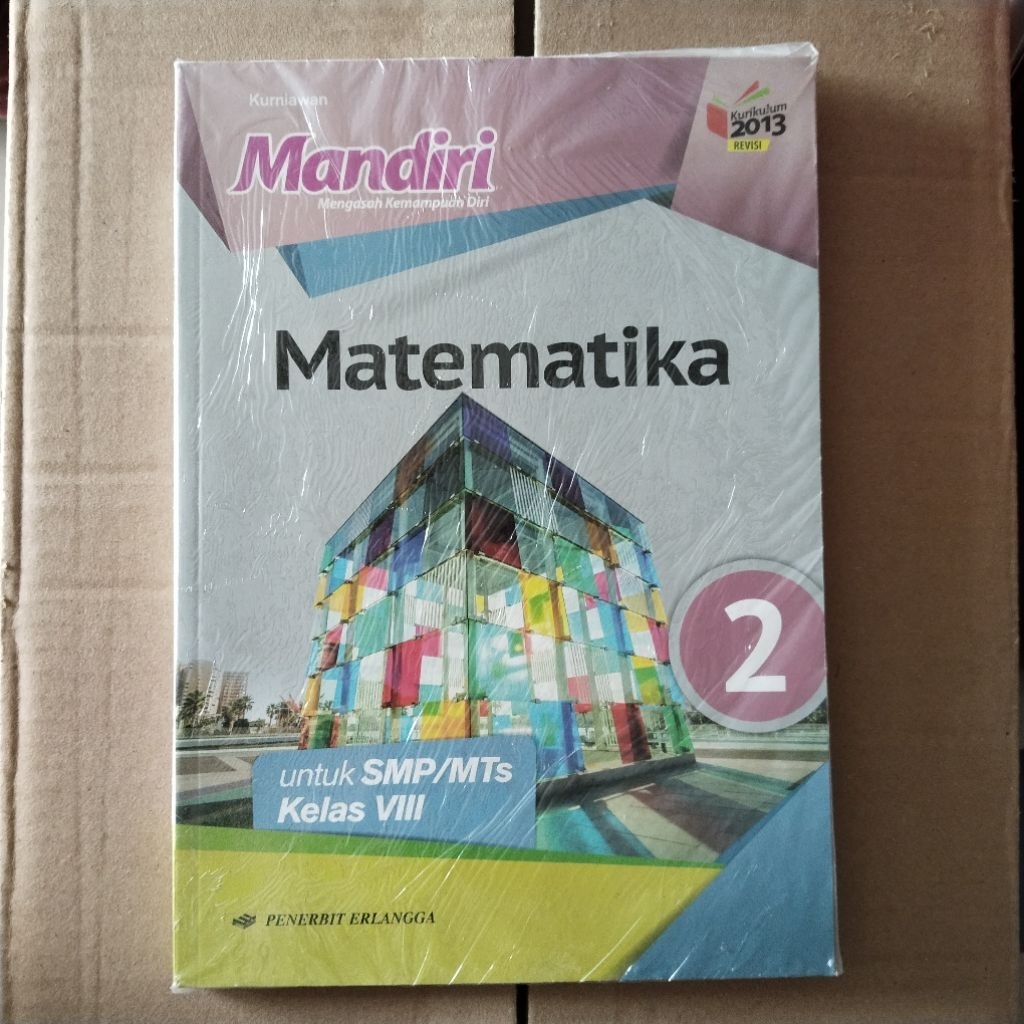 Kurniawan
Mandiri
Mengasah Kemampuan Diri
Kurikulum
2013
REVISI
Matematika
2
untuk SMP/MTs
Kelas VIII
PENERBIT ERLANGGA